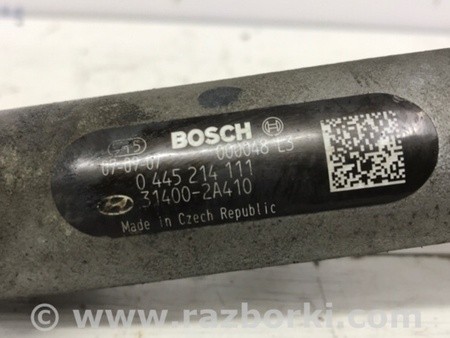 BOSCH
07-07-07 000048 L3
0 445 214 111
31400-2A410
Made in Czech Republic
© www.razborki.com